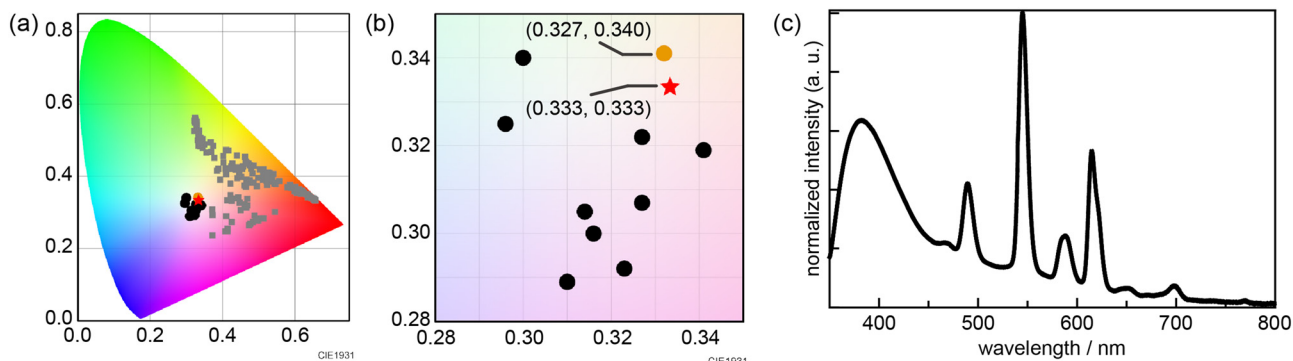 (a)
0.8
0.6
0.4
0.2
0.0
0.0 0.2 0.4 0.6
CIE1931
(b)
0.34
0.32
0.30
0.28
0.28 0.30 0.32 0.34
(0.327, 0.340)
(0.333, 0.333)
CIE1931
(c)
normalized intensity (a. u.)
400 500 600 700 800
wavelength / nm